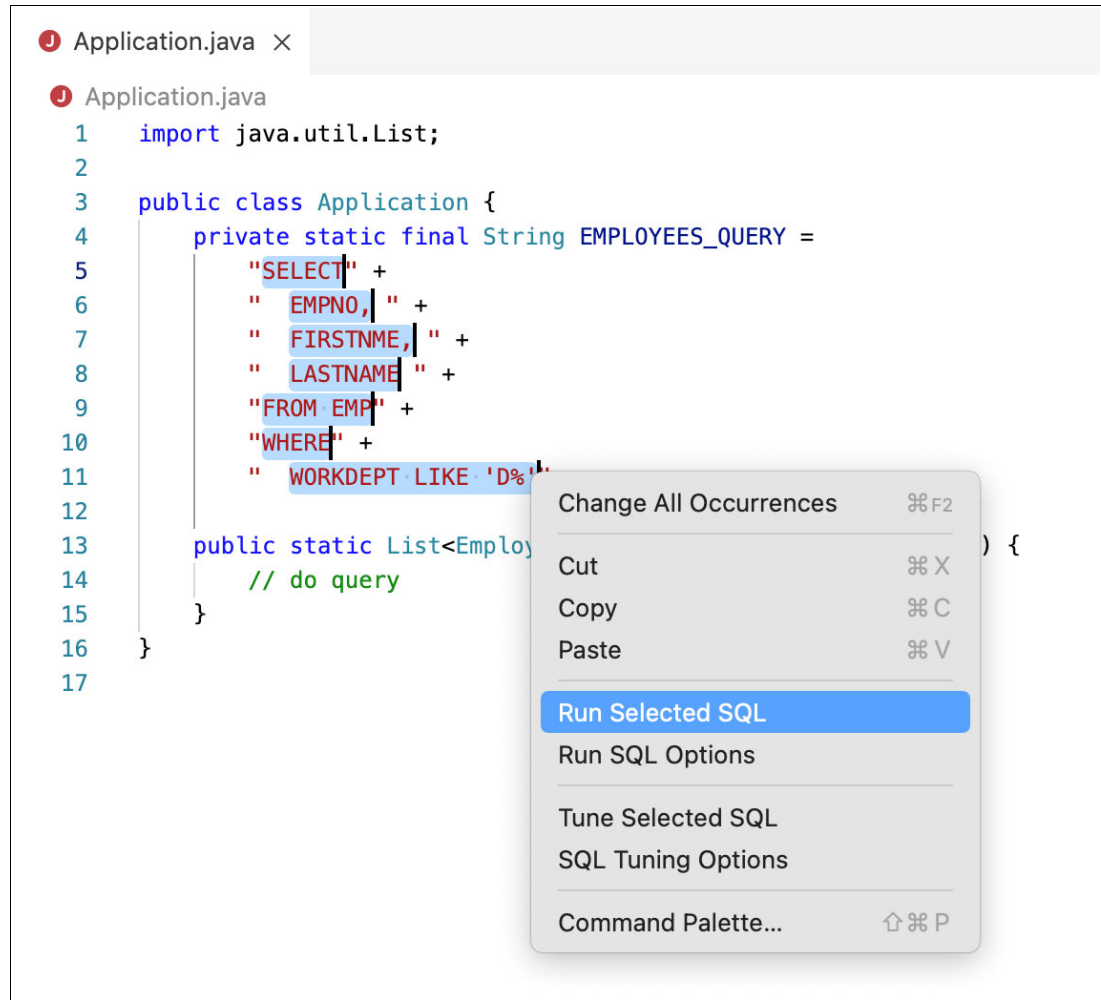 Application.java
Application.java
1 import java.util.List;
2
3 public class Application {
4 private static final String EMPLOYEES_QUERY =
5 "SELECT" +
6 "  EMPNO, " +
7 "  FIRSTNME, " +
8 "  LASTNAME " +
9 "FROM EMP" +
10 "WHERE" +
11 "  WORKDEPT LIKE 'D%'"
12
13 public static List<Employ ) {
14 // do query
15 }
16 }
17
Change All Occurrences ⌘F2
Cut ⌘X
Copy ⌘C
Paste ⌘V
Run Selected SQL
Run SQL Options
Tune Selected SQL
SQL Tuning Options
Command Palette... ⇧⌘P